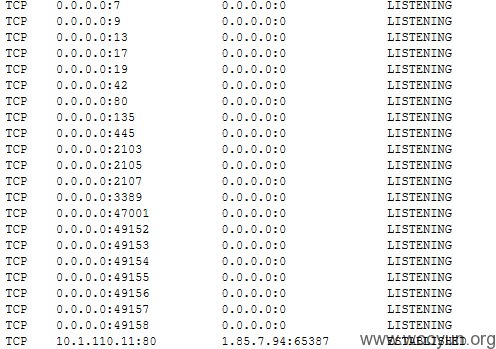 TCP 0.0.0.0:7 0.0.0.0:0 LISTENING
TCP 0.0.0.0:9 0.0.0.0:0 LISTENING
TCP 0.0.0.0:13 0.0.0.0:0 LISTENING
TCP 0.0.0.0:17 0.0.0.0:0 LISTENING
TCP 0.0.0.0:19 0.0.0.0:0 LISTENING
TCP 0.0.0.0:42 0.0.0.0:0 LISTENING
TCP 0.0.0.0:80 0.0.0.0:0 LISTENING
TCP 0.0.0.0:135 0.0.0.0:0 LISTENING
TCP 0.0.0.0:445 0.0.0.0:0 LISTENING
TCP 0.0.0.0:2103 0.0.0.0:0 LISTENING
TCP 0.0.0.0:2105 0.0.0.0:0 LISTENING
TCP 0.0.0.0:2107 0.0.0.0:0 LISTENING
TCP 0.0.0.0:3389 0.0.0.0:0 LISTENING
TCP 0.0.0.0:47001 0.0.0.0:0 LISTENING
TCP 0.0.0.0:49152 0.0.0.0:0 LISTENING
TCP 0.0.0.0:49153 0.0.0.0:0 LISTENING
TCP 0.0.0.0:49154 0.0.0.0:0 LISTENING
TCP 0.0.0.0:49155 0.0.0.0:0 LISTENING
TCP 0.0.0.0:49156 0.0.0.0:0 LISTENING
TCP 0.0.0.0:49157 0.0.0.0:0 LISTENING
TCP 0.0.0.0:49158 0.0.0.0:0 LISTENING
TCP 10.1.110.11:80 1.85.7.94:65387 ESTABLISHED
www.wooyun.org